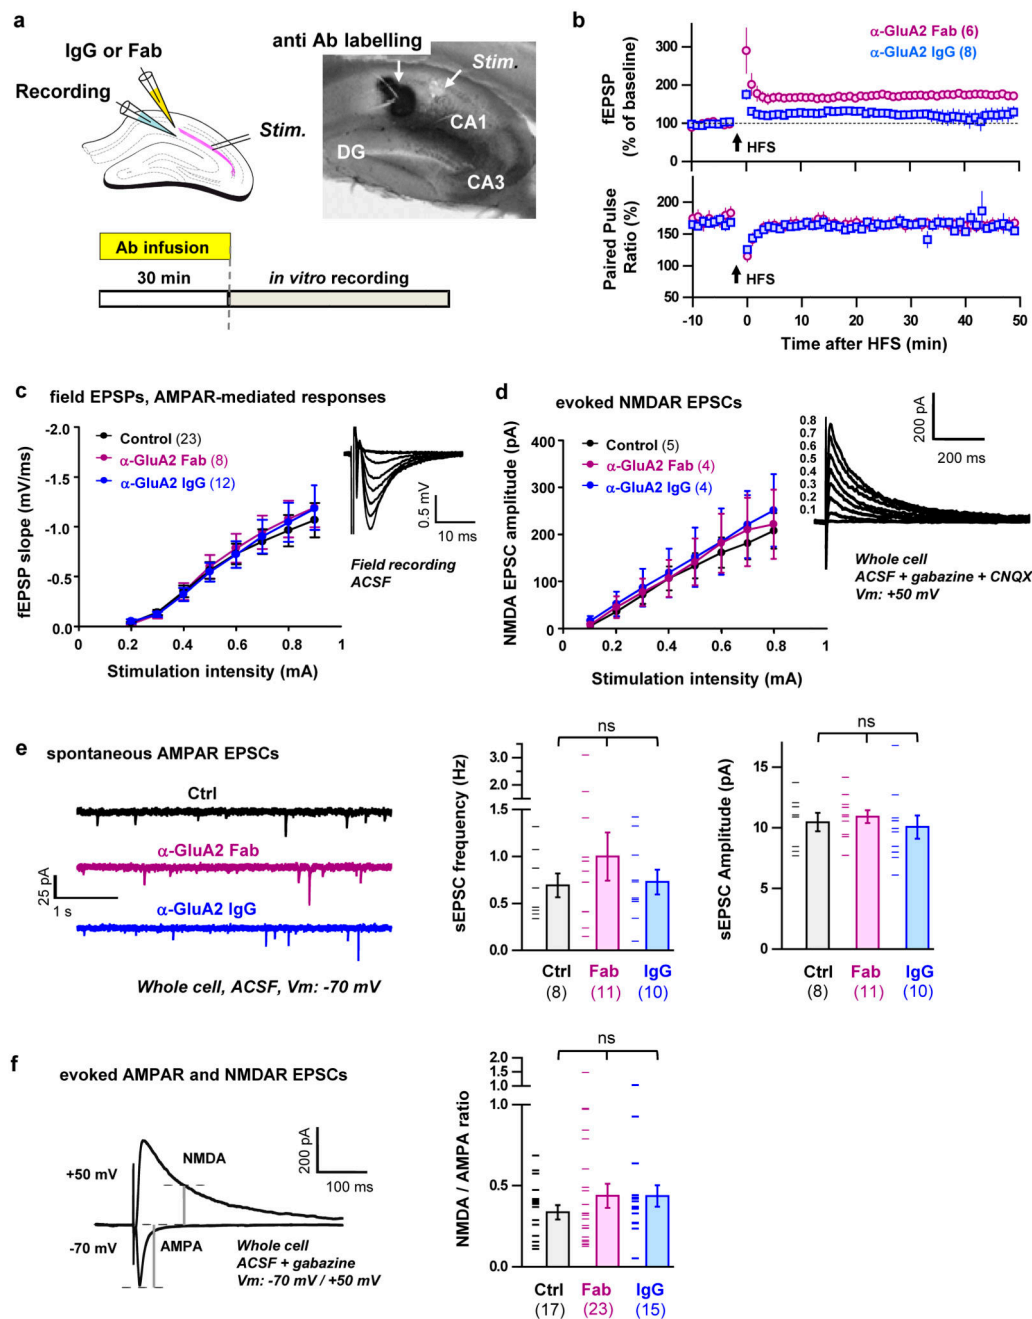 a
IgG or Fab
Recording
Stim.
anti Ab labelling
Stim.
CA1
DG
CA3
Ab infusion
30 min
in vitro recording
b
α-GluA2 Fab (6)
α-GluA2 IgG (8)
fEPSP
(% of baseline)
300
200
100
0
HFS
Paired Pulse
Ratio (%)
200
150
100
50
HFS
-10 0 10 20 30 40 50
Time after HFS (min)
c
field EPSPs, AMPAR-mediated responses
fEPSP slope (mV/ms)
-2.0
-1.5
-1.0
-0.5
0.0
Control (23)
α-GluA2 Fab (8)
α-GluA2 IgG (12)
0.5 mV
10 ms
Field recording
ACSF
0 0.2 0.4 0.6 0.8 1
Stimulation intensity (mA)
d
evoked NMDAR EPSCs
NMDA EPSC amplitude (pA)
400
300
200
100
0
Control (5)
α-GluA2 Fab (4)
α-GluA2 IgG (4)
0.8
0.7
0.6
0.5
0.4
0.3
0.2
0.1
200 pA
200 ms
Whole cell
ACSF + gabazine + CNQX
Vm: +50 mV
0 0.2 0.4 0.6 0.8 1
Stimulation intensity (mA)
e
spontaneous AMPAR EPSCs
Ctrl
α-GluA2 Fab
25 pA
1 s
α-GluA2 IgG
Whole cell, ACSF, Vm: -70 mV
ns
sEPSC frequency (Hz)
3.0
2.0
1.5
1.0
0.5
0.0
Ctrl Fab IgG
(8) (11) (10)
ns
sEPSC Amplitude (pA)
15
10
5
0
Ctrl Fab IgG
(8) (11) (10)
f
evoked AMPAR and NMDAR EPSCs
+50 mV
NMDA
200 pA
100 ms
-70 mV
AMPA
Whole cell
ACSF + gabazine
Vm: -70 mV / +50 mV
ns
NMDA / AMPA ratio
2.0
1.0
1.0
0.5
0.0
Ctrl Fab IgG
(17) (23) (15)